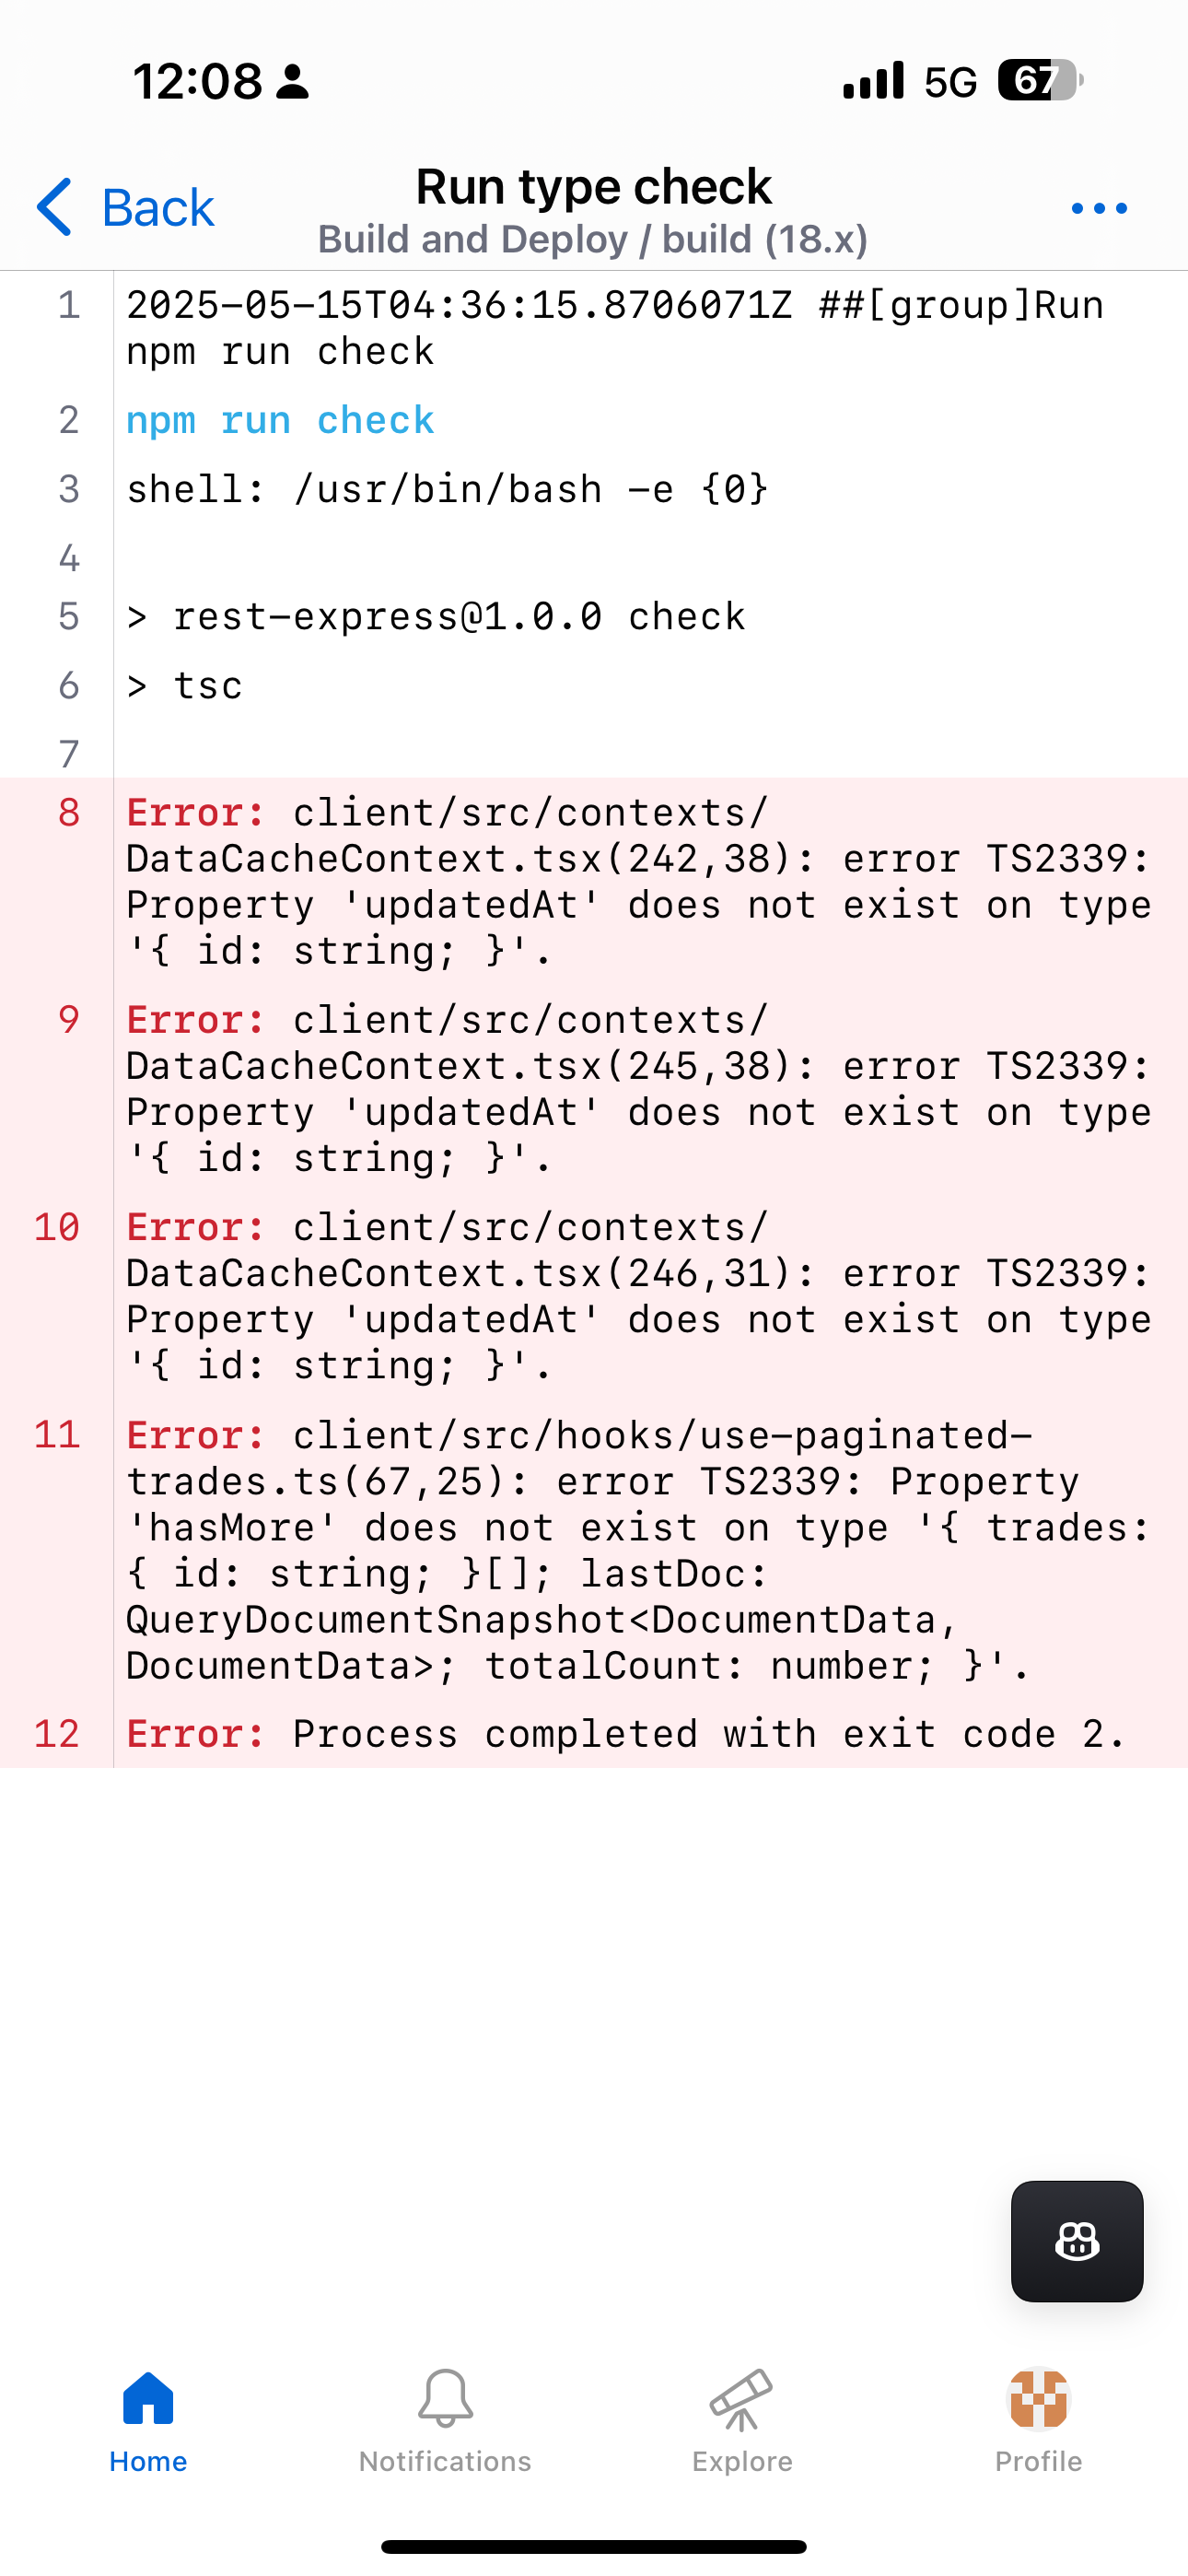 12:08
5G
67
Back
Run type check
Build and Deploy / build (18.x)
1
2025-05-15T04:36:15.8706071Z ##[group]Run
npm run check
2
npm run check
3
shell: /usr/bin/bash -e {0}
4
5
> rest-express@1.0.0 check
6
> tsc
7
8
Error: client/src/contexts/
DataCacheContext.tsx(242,38): error TS2339:
Property 'updatedAt' does not exist on type
'{ id: string; }'.
9
Error: client/src/contexts/
DataCacheContext.tsx(245,38): error TS2339:
Property 'updatedAt' does not exist on type
'{ id: string; }'.
10
Error: client/src/contexts/
DataCacheContext.tsx(246,31): error TS2339:
Property 'updatedAt' does not exist on type
'{ id: string; }'.
11
Error: client/src/hooks/use-paginated-
trades.ts(67,25): error TS2339: Property
'hasMore' does not exist on type '{ trades:
{ id: string; }[]; lastDoc:
QueryDocumentSnapshot<DocumentData,
DocumentData>; totalCount: number; }'.
12
Error: Process completed with exit code 2.
Home
Notifications
Explore
Profile